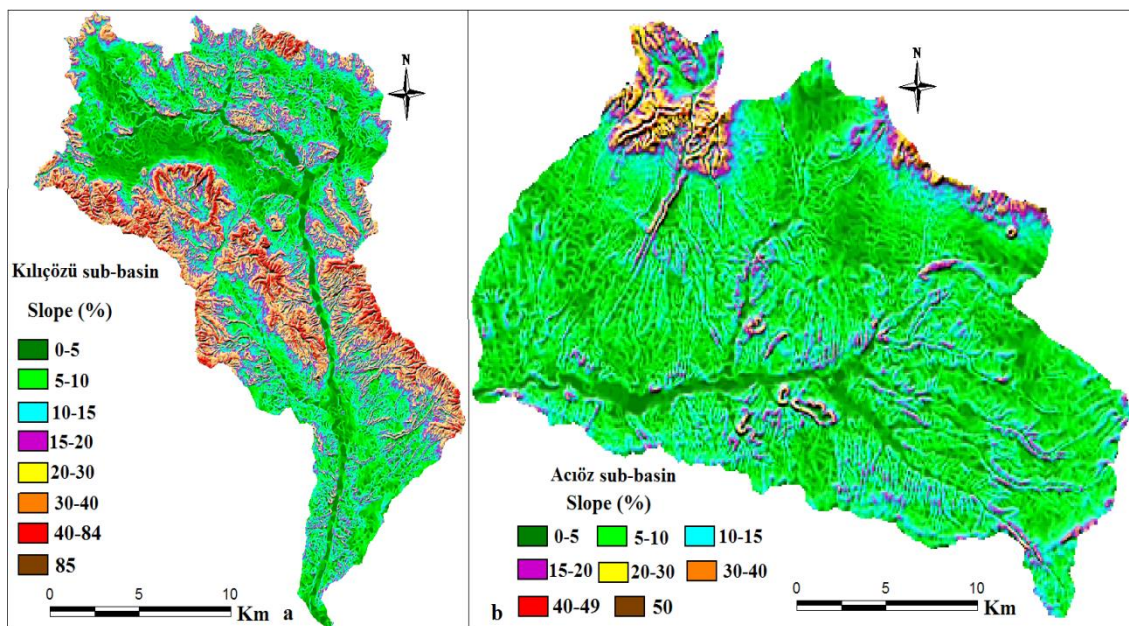 N
Kılıçözü sub-basin
Slope (%)
0-5
5-10
10-15
15-20
20-30
30-40
40-84
85
0 5 10
Km a
N
Acıöz sub-basin
Slope (%)
0-5 5-10 10-15
15-20 20-30 30-40
40-49 50
b
0 5 10
Km